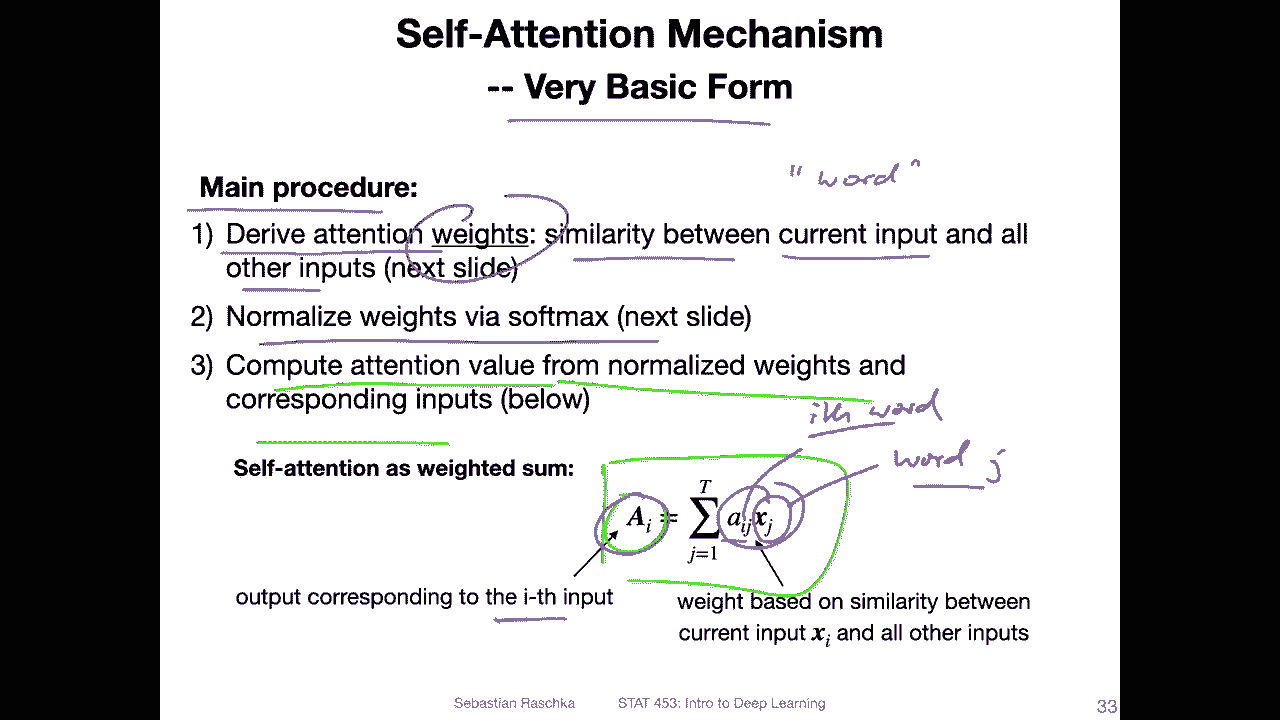 Self-Attention Mechanism
-- Very Basic Form
"word"
Main procedure:
1) Derive attention weights: similarity between current input and all
other inputs (next slide)
2) Normalize weights via softmax (next slide)
3) Compute attention value from normalized weights and
corresponding inputs (below)
ith word
word j
Self-attention as weighted sum:
A_i = \sum_{j=1}^{T} a_{ij} x_j
output corresponding to the i-th input
weight based on similarity between
current input x_i and all other inputs
Sebastian Raschka STAT 453: Intro to Deep Learning 33